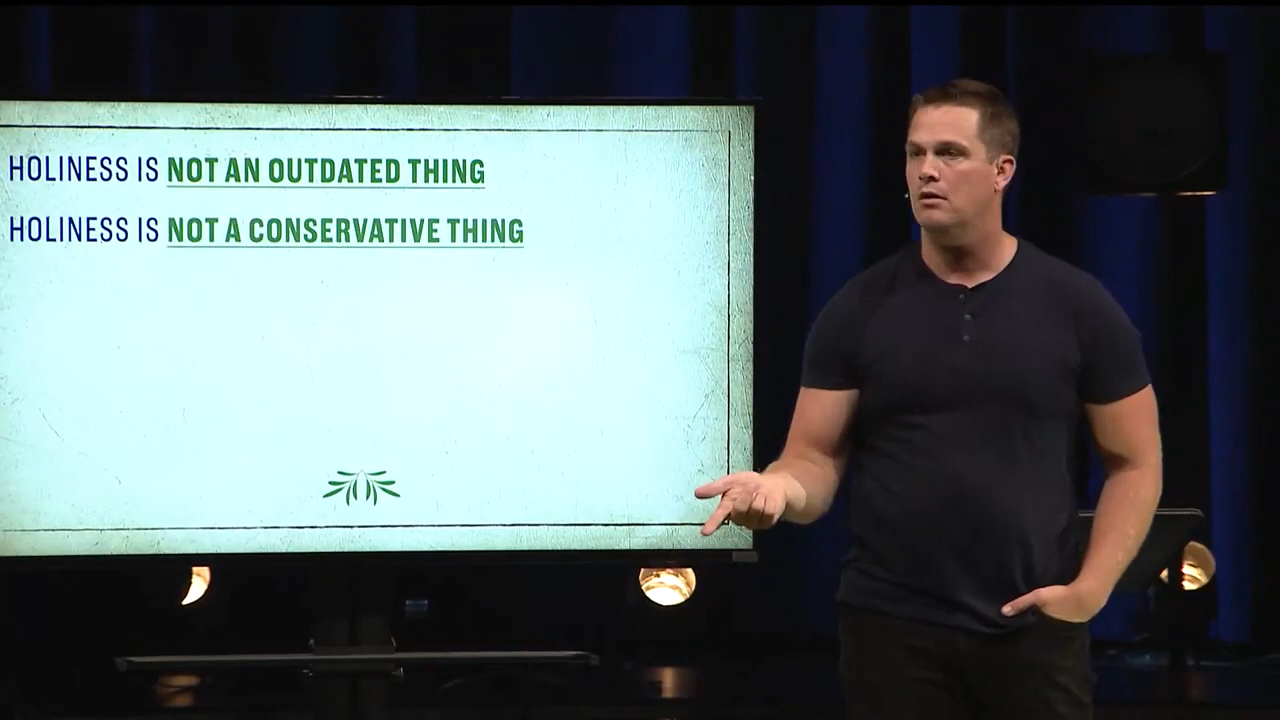 HOLINESS IS NOT AN OUTDATED THING
HOLINESS IS NOT A CONSERVATIVE THING